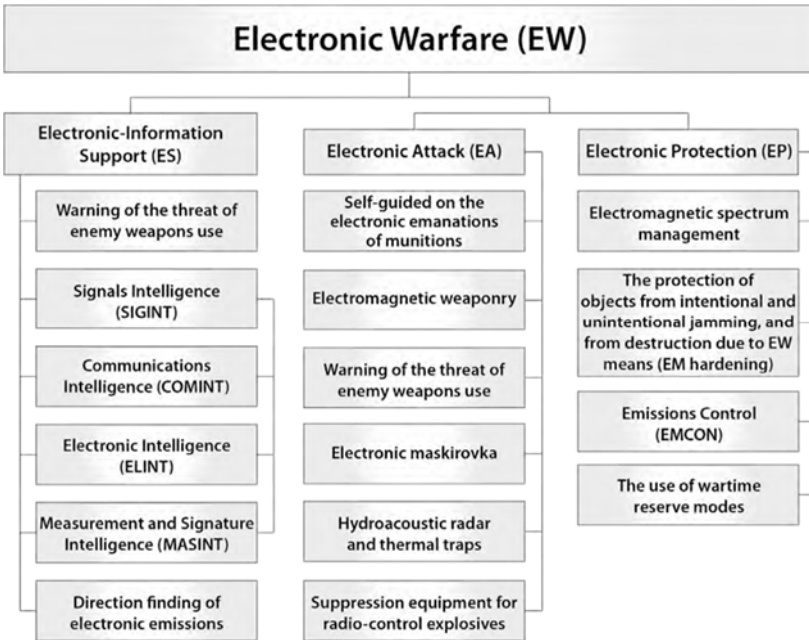 Electronic Warfare (EW)
Electronic-Information
Support (ES)
Warning of the threat of
enemy weapons use
Signals Intelligence
(SIGINT)
Communications
Intelligence (COMINT)
Electronic Intelligence
(ELINT)
Measurement and Signature
Intelligence (MASINT)
Direction finding of
electronic emissions
Electronic Attack (EA)
Self-guided on the
electronic emanations
of munitions
Electromagnetic weaponry
Warning of the threat of
enemy weapons use
Electronic maskirovka
Hydroacoustic radar
and thermal traps
Suppression equipment for
radio-control explosives
Electronic Protection (EP)
Electromagnetic spectrum
management
The protection of
objects from intentional and
unintentional jamming, and
from destruction due to EW
means (EM hardening)
Emissions Control
(EMCON)
The use of wartime
reserve modes